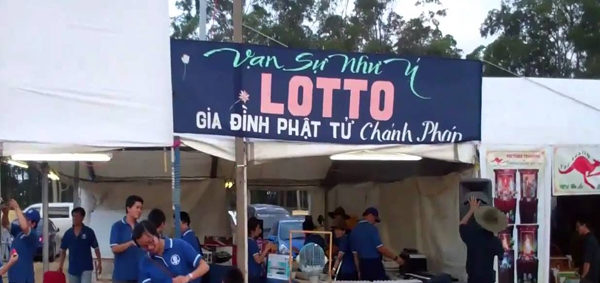 Vạn Sự Như Ý
LOTTO
GIA ĐÌNH PHẬT TỬ Chánh Pháp